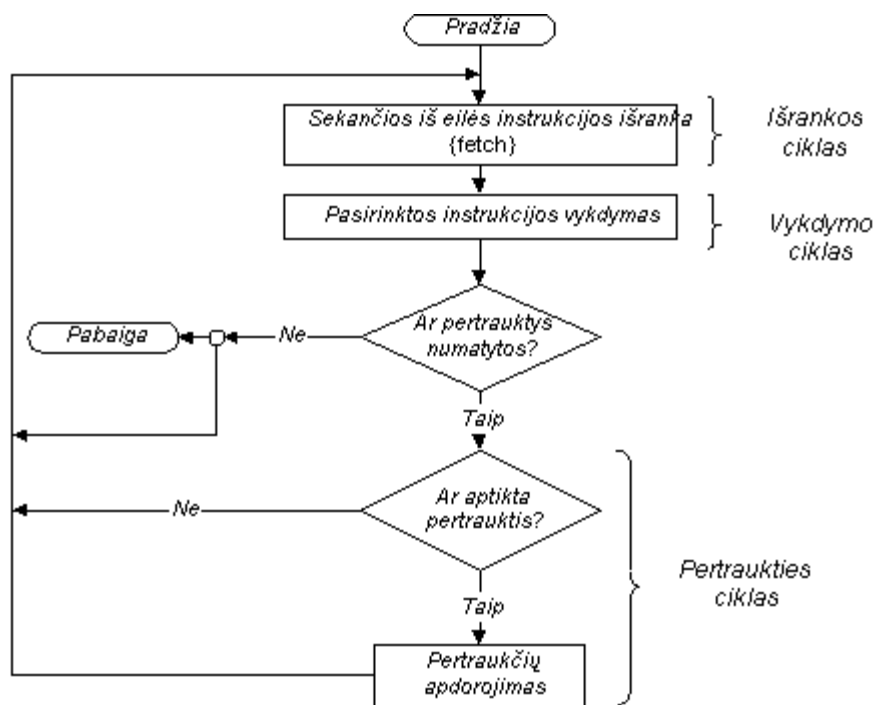 Pradžia
Sekančios iš eilės instrukcijos išranka
{fetch}
Išrankos
ciklas
Pasirinktos instrukcijos vykdymas
Vykdymo
ciklas
Ar pertrauktys
numatytos?
Ne
Pabaiga
Taip
Ar aptikta
pertrauktis?
Ne
Pertraukties
ciklas
Taip
Pertraukčių
apdorojimas